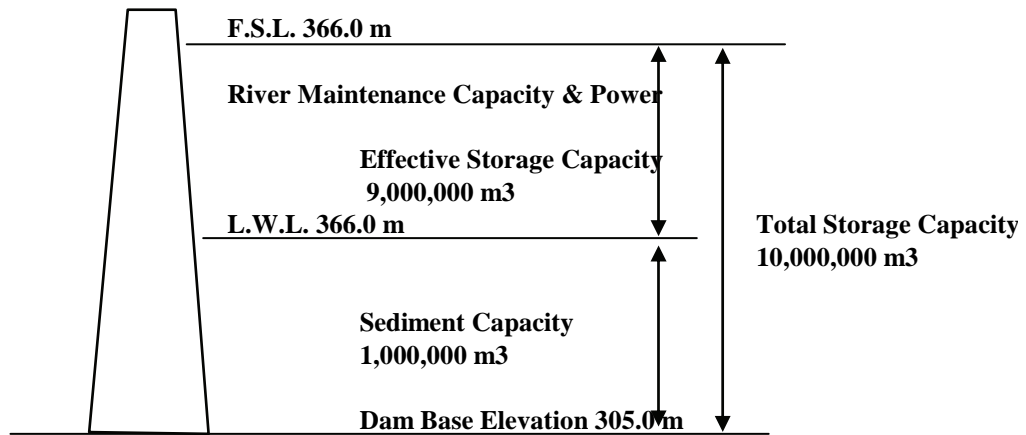 F.S.L. 366.0 m
River Maintenance Capacity & Power
Effective Storage Capacity
9,000,000 m3
L.W.L. 366.0 m
Total Storage Capacity
10,000,000 m3
Sediment Capacity
1,000,000 m3
Dam Base Elevation 305.0 m